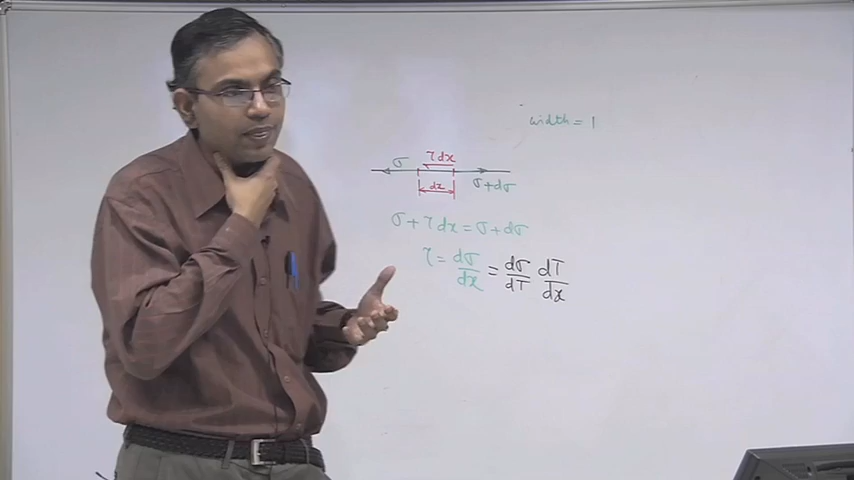 width = 1
σ τdx
dx σ+dσ
σ + τdx = σ + dσ
τ = dσ/dx = dσ/dT dT/dx